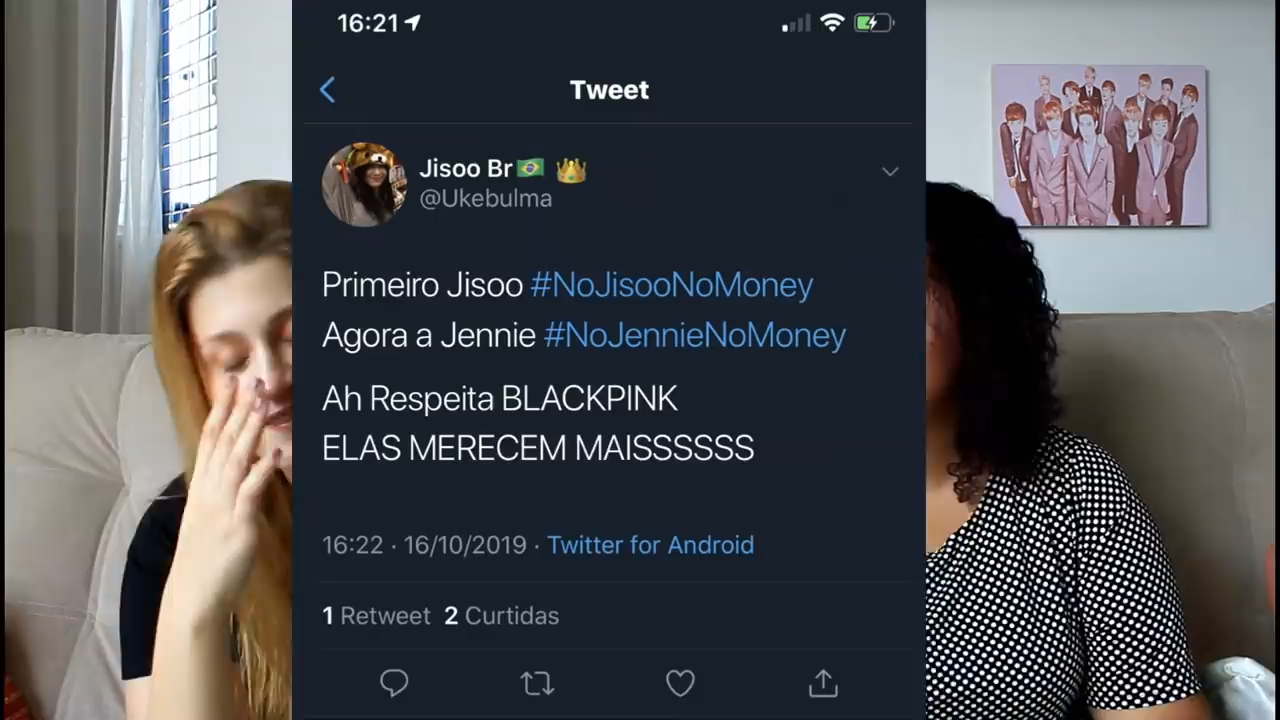 16:21
Tweet
Jisoo Br🇧🇷 👑
@Ukebulma
Primeiro Jisoo #NoJisooNoMoney
Agora a Jennie #NoJennieNoMoney
Ah Respeita BLACKPINK
ELAS MERECEM MAISSSSSS
16:22 · 16/10/2019 · Twitter for Android
1 Retweet 2 Curtidas